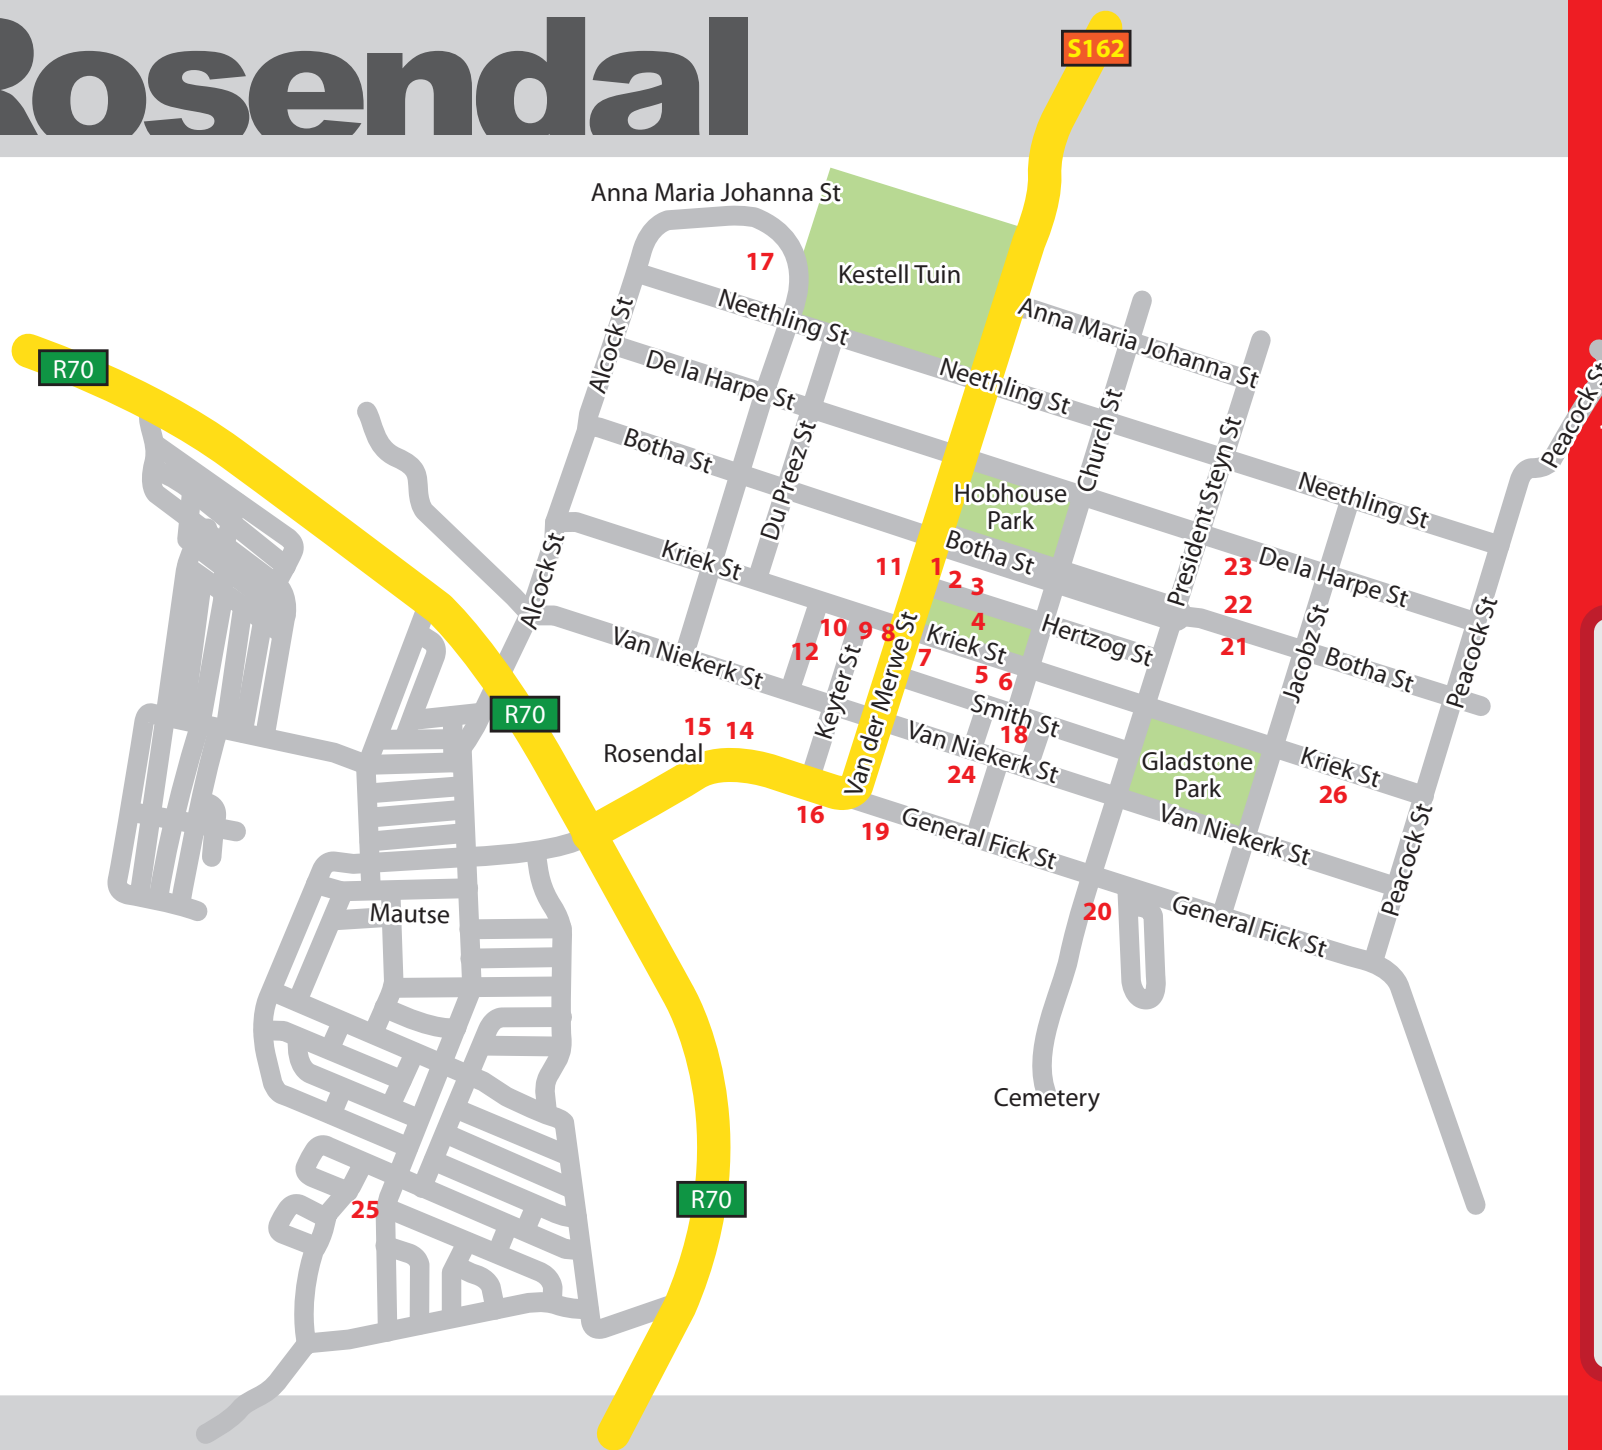 Rosendal
S162
Anna Maria Johanna St
17
Kestell Tuin
Neethling St
Alcock St
Anna Maria Johanna St
R70
De la Harpe St
Neethling St
Peacock St
Church St
Botha St
Du Preez St
President Steyn St
Hobhouse
Park
Neethling St
Kriek St
Alcock St
Botha St
11
1
2
3
23
De la Harpe St
22
4
10
9
8
Kriek St
Hertzog St
21
Botha St
Jacobz St
Peacock St
12
7
Van Niekerk St
Keyter St
Van der Merwe St
5
6
Smith St
18
R70
15
14
Rosendal
Van Niekerk St
24
Gladstone
Park
Kriek St
26
16
19
General Fick St
Van Niekerk St
Peacock St
Mautse
20
General Fick St
Cemetery
25
R70